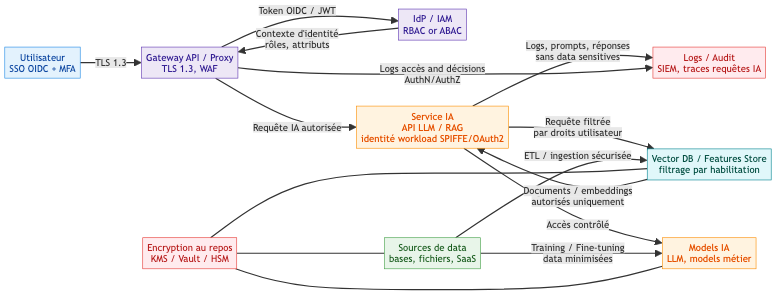 Token OIDC / JWT
IdP / IAM
RBAC or ABAC
Contexte d'identité
rôles, attributs
Utilisateur
SSO OIDC + MFA
TLS 1.3
Gateway API / Proxy
TLS 1.3, WAF
Logs, prompts, réponses
sans data sensitives
Logs / Audit
SIEM, traces requêtes IA
Logs accès and décisions
AuthN/AuthZ
Requête IA autorisée
Service IA
API LLM / RAG
identité workload SPIFFE/OAuth2
Requête filtrée
par droits utilisateur
ETL / ingestion sécurisée
Vector DB / Features Store
filtrage par habilitation
Documents / embeddings
autorisés uniquement
Accès contrôlé
Encryption au repos
KMS / Vault / HSM
Sources de data
bases, fichiers, SaaS
Training / Fine-tuning
data minimisées
Models IA
LLM, models métier